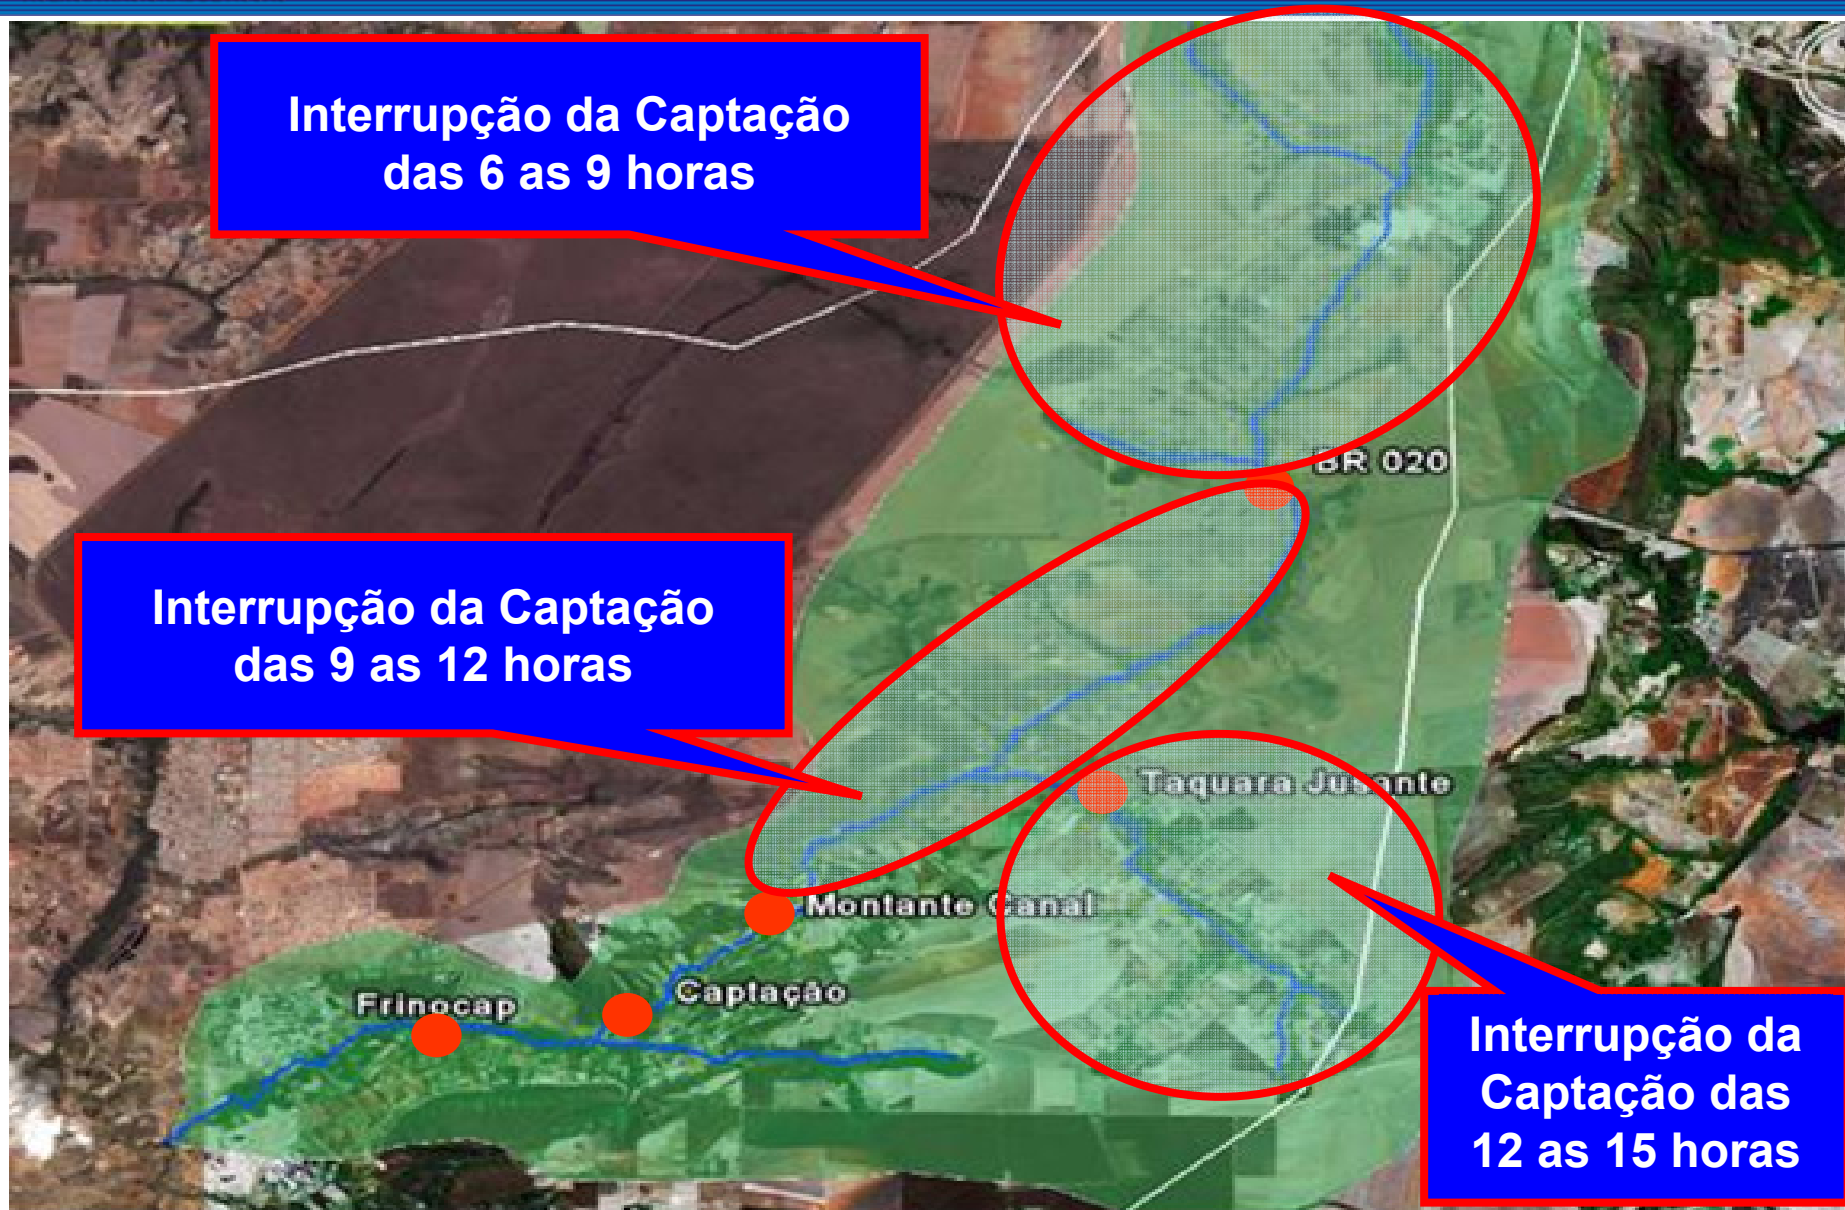 Interrupção da Captação
das 6 as 9 horas
BR 020
Interrupção da Captação
das 9 as 12 horas
Taquara Jusante
Montante Canal
Captação
Frinocap
Interrupção da
Captação das
12 as 15 horas